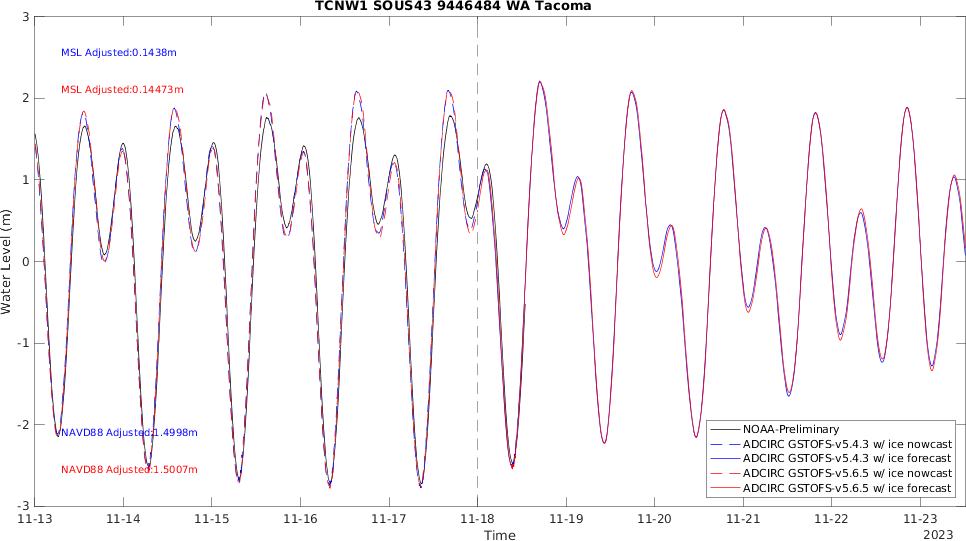 TCNW1 SOUS43 9446484 WA Tacoma
3
2
1
0
-1
-2
-3
Water Level (m)
MSL Adjusted:0.1438m
MSL Adjusted:0.14473m
NAVD88 Adjusted:1.4998m
NAVD88 Adjusted:1.5007m
NOAA-Preliminary
ADCIRC GSTOFS-v5.4.3 w/ ice nowcast
ADCIRC GSTOFS-v5.4.3 w/ ice forecast
ADCIRC GSTOFS-v5.6.5 w/ ice nowcast
ADCIRC GSTOFS-v5.6.5 w/ ice forecast
11-13 11-14 11-15 11-16 11-17 11-18 11-19 11-20 11-21 11-22 11-23
2023
Time